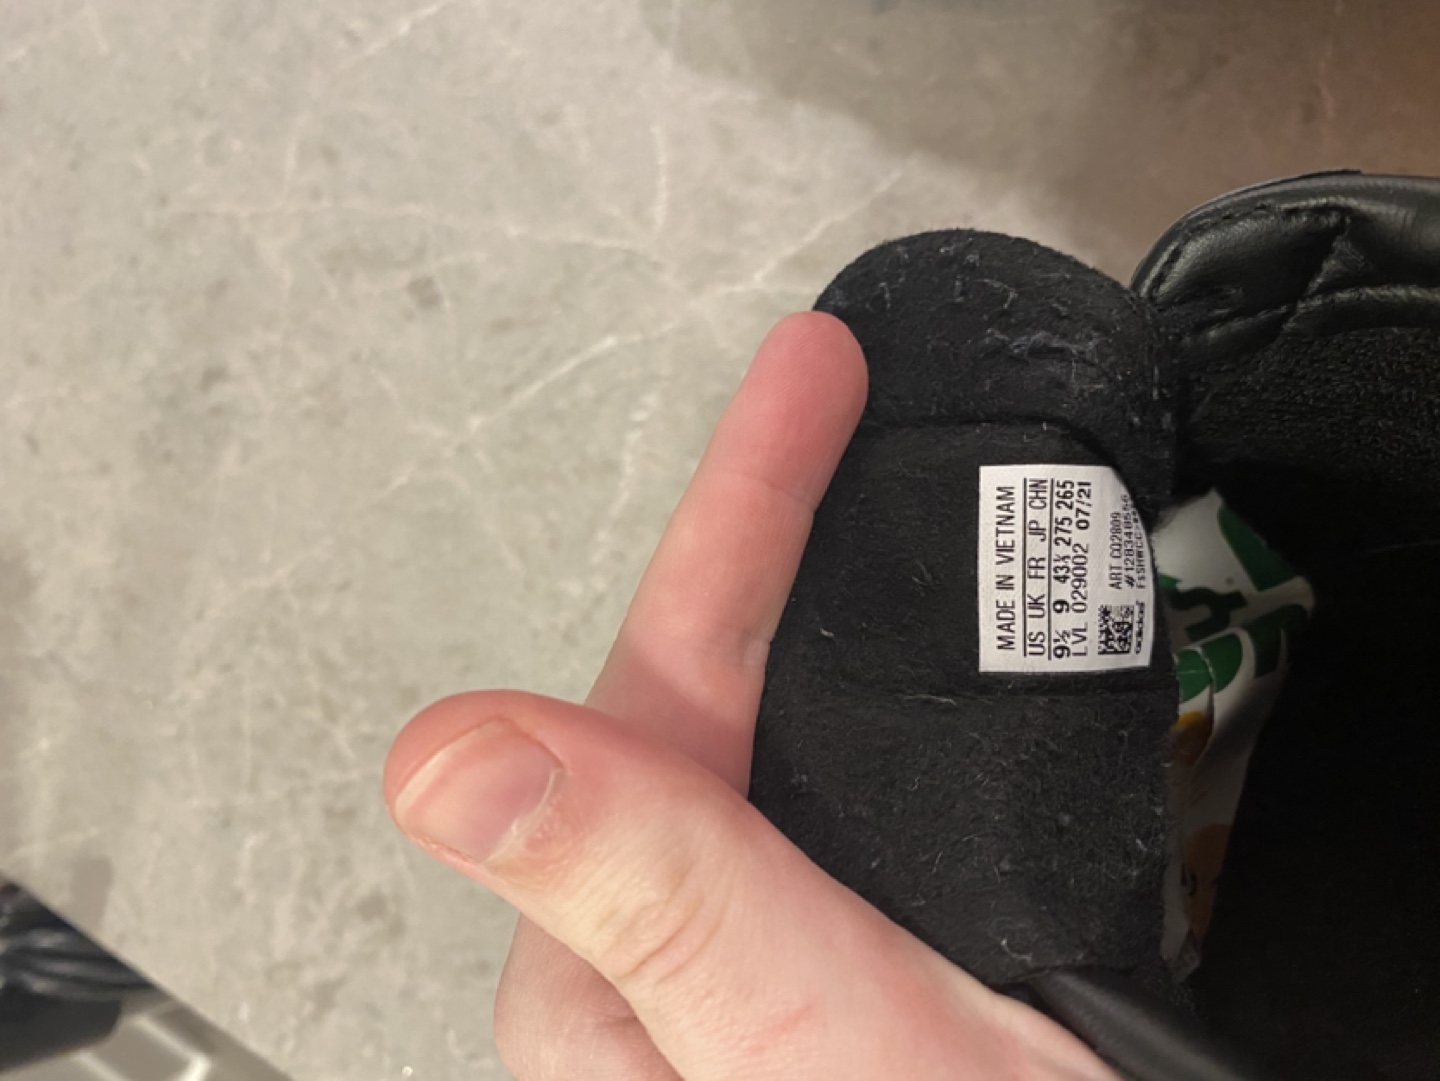 MADE IN VIETNAM
US UK FR JP CHN
9½ 9 43⅓ 275 265
LVL 029002 07/21
ART CQ2809
adidas